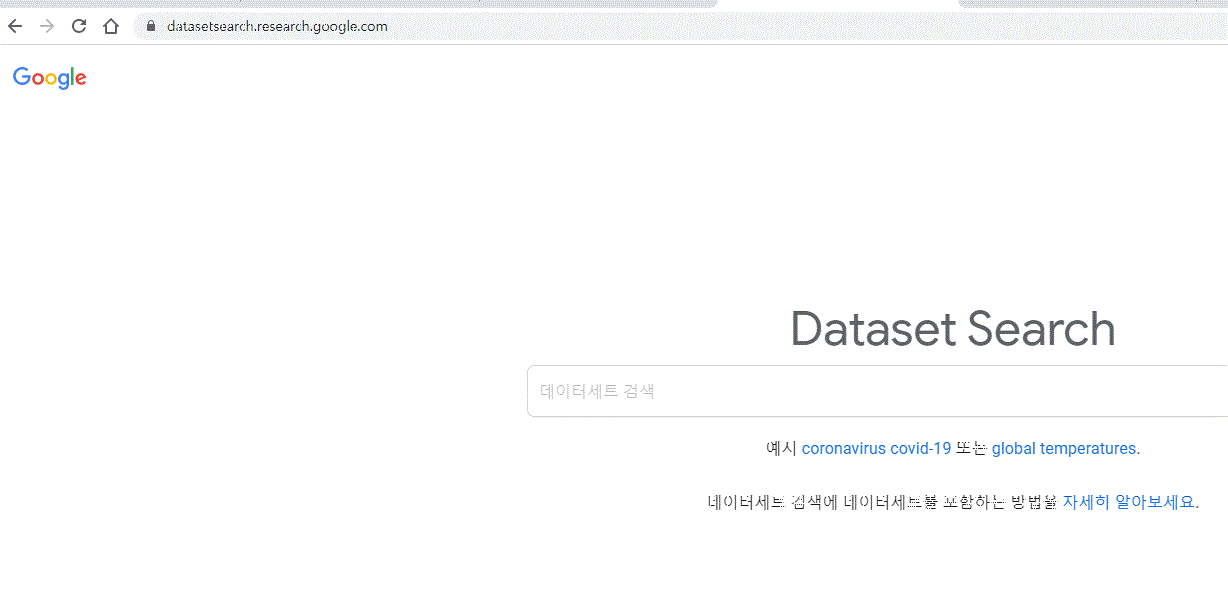 datasetsearch.research.google.com
Google
Dataset Search
데이터세트 검색
예시 coronavirus covid-19 또는 global temperatures.
데이터세트 검색에 데이터세트를 포함하는 방법을 자세히 알아보세요.